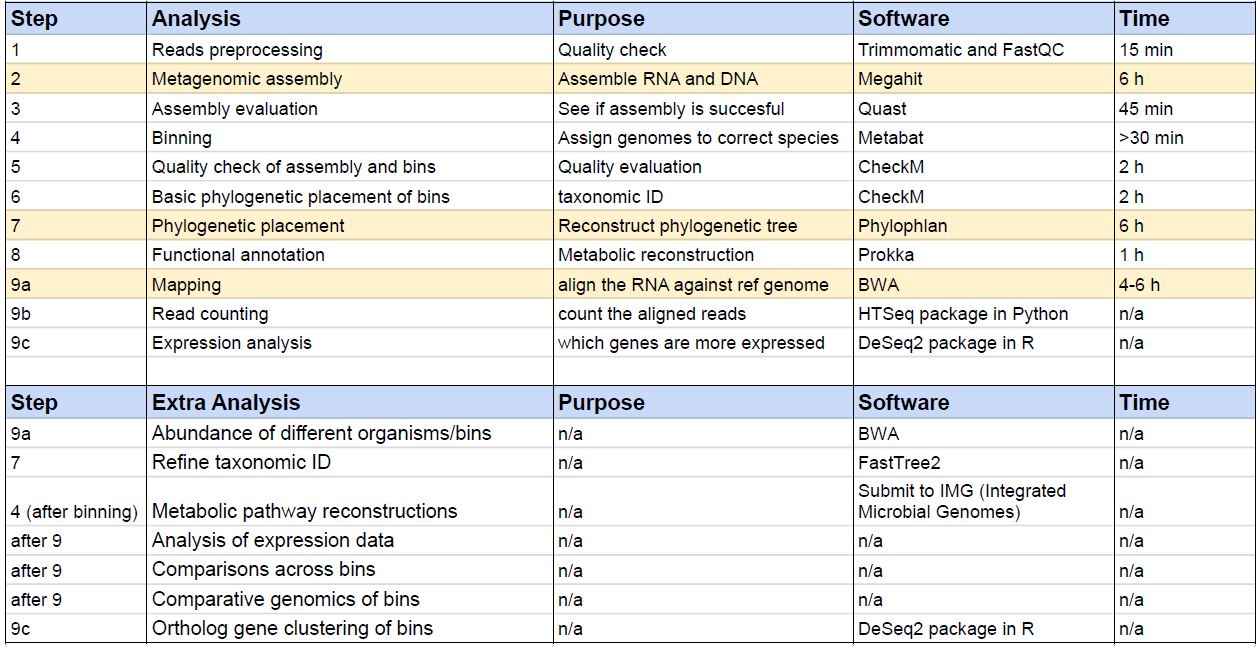 Step Analysis Purpose Software Time
1 Reads preprocessing Quality check Trimmomatic and FastQC 15 min
2 Metagenomic assembly Assemble RNA and DNA Megahit 6 h
3 Assembly evaluation See if assembly is succesful Quast 45 min
4 Binning Assign genomes to correct species Metabat >30 min
5 Quality check of assembly and bins Quality evaluation CheckM 2 h
6 Basic phylogenetic placement of bins taxonomic ID CheckM 2 h
7 Phylogenetic placement Reconstruct phylogenetic tree Phylophlan 6 h
8 Functional annotation Metabolic reconstruction Prokka 1 h
9a Mapping align the RNA against ref genome BWA 4-6 h
9b Read counting count the aligned reads HTSeq package in Python n/a
9c Expression analysis which genes are more expressed DeSeq2 package in R n/a
Step Extra Analysis Purpose Software Time
9a Abundance of different organisms/bins n/a BWA n/a
7 Refine taxonomic ID n/a FastTree2 n/a
Submit to IMG (Integrated
4 (after binning) Metabolic pathway reconstructions n/a Microbial Genomes) n/a
after 9 Analysis of expression data n/a n/a n/a
after 9 Comparisons across bins n/a n/a n/a
after 9 Comparative genomics of bins n/a n/a n/a
9c Ortholog gene clustering of bins n/a DeSeq2 package in R n/a